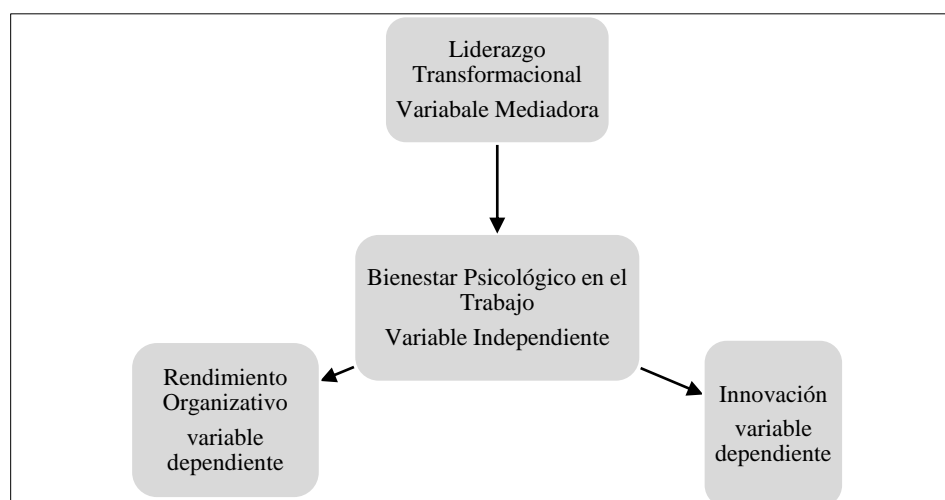 Liderazgo
Transformacional
Variabale Mediadora
Bienestar Psicológico en el
Trabajo
Variable Independiente
Rendimiento
Organizativo
variable
dependiente
Innovación
variable
dependiente